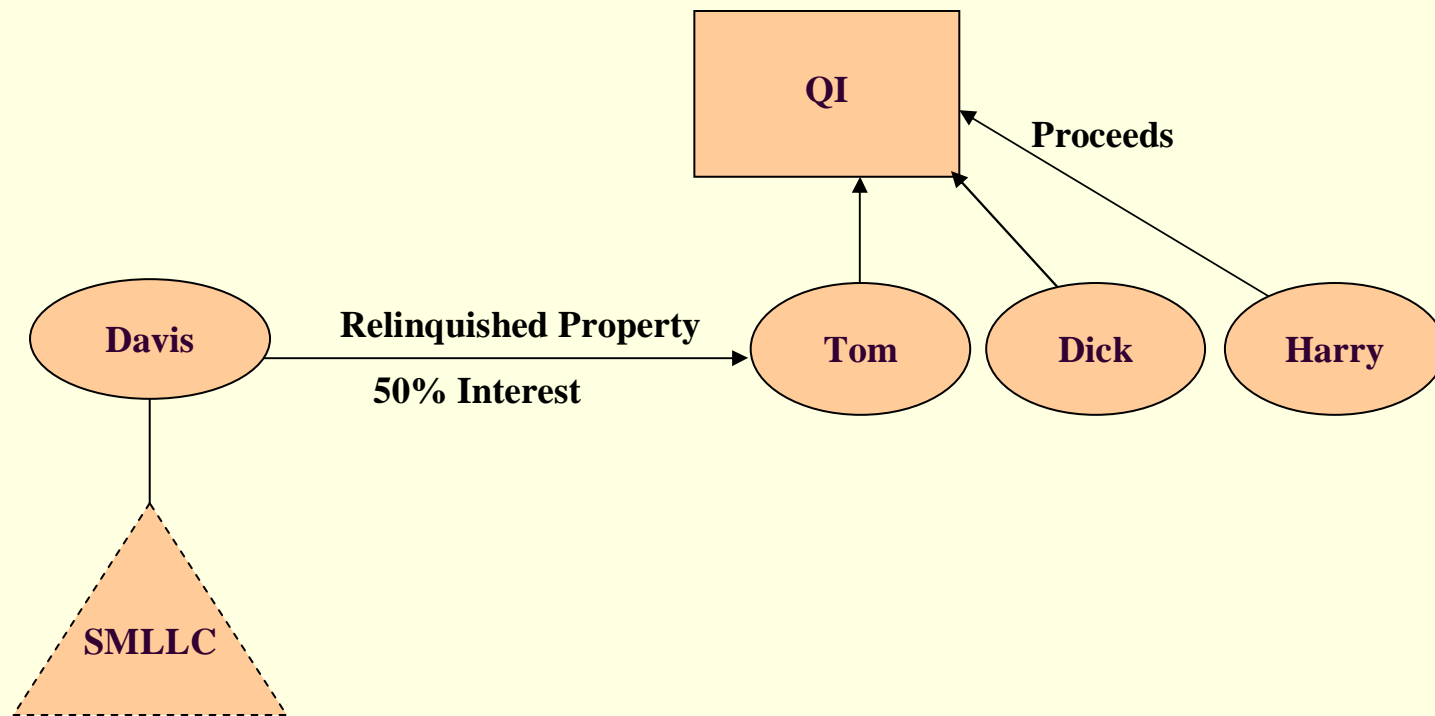 QI
Proceeds
Relinquished Property
Davis
Tom
Dick
Harry
50% Interest
SMLLC